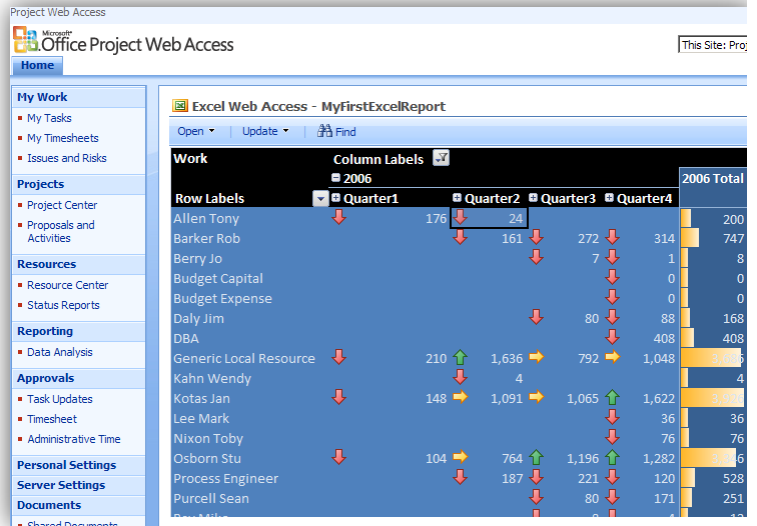 Project Web Access
Microsoft
Office Project Web Access
This Site: Proj
Home
My Work
My Tasks
My Timesheets
Issues and Risks
Projects
Project Center
Proposals and
Activities
Resources
Resource Center
Status Reports
Reporting
Data Analysis
Approvals
Task Updates
Timesheet
Administrative Time
Personal Settings
Server Settings
Documents
Shared Documents
Excel Web Access - MyFirstExcelReport
Open Update Find
Work Column Labels
2006 2006 Total
Row Labels Quarter1 Quarter2 Quarter3 Quarter4
Allen Tony 176 24 200
Barker Rob 161 272 314 747
Berry Jo 7 1 8
Budget Capital 0 0
Budget Expense 0 0
Daly Jim 80 88 168
DBA 408 408
Generic Local Resource 210 1,636 792 1,048
Kahn Wendy 4 4
Kotas Jan 148 1,091 1,065 1,622
Lee Mark 36 36
Nixon Toby 76 76
Osborn Stu 104 764 1,196 1,282
Process Engineer 187 221 120 528
Purcell Sean 80 171 251